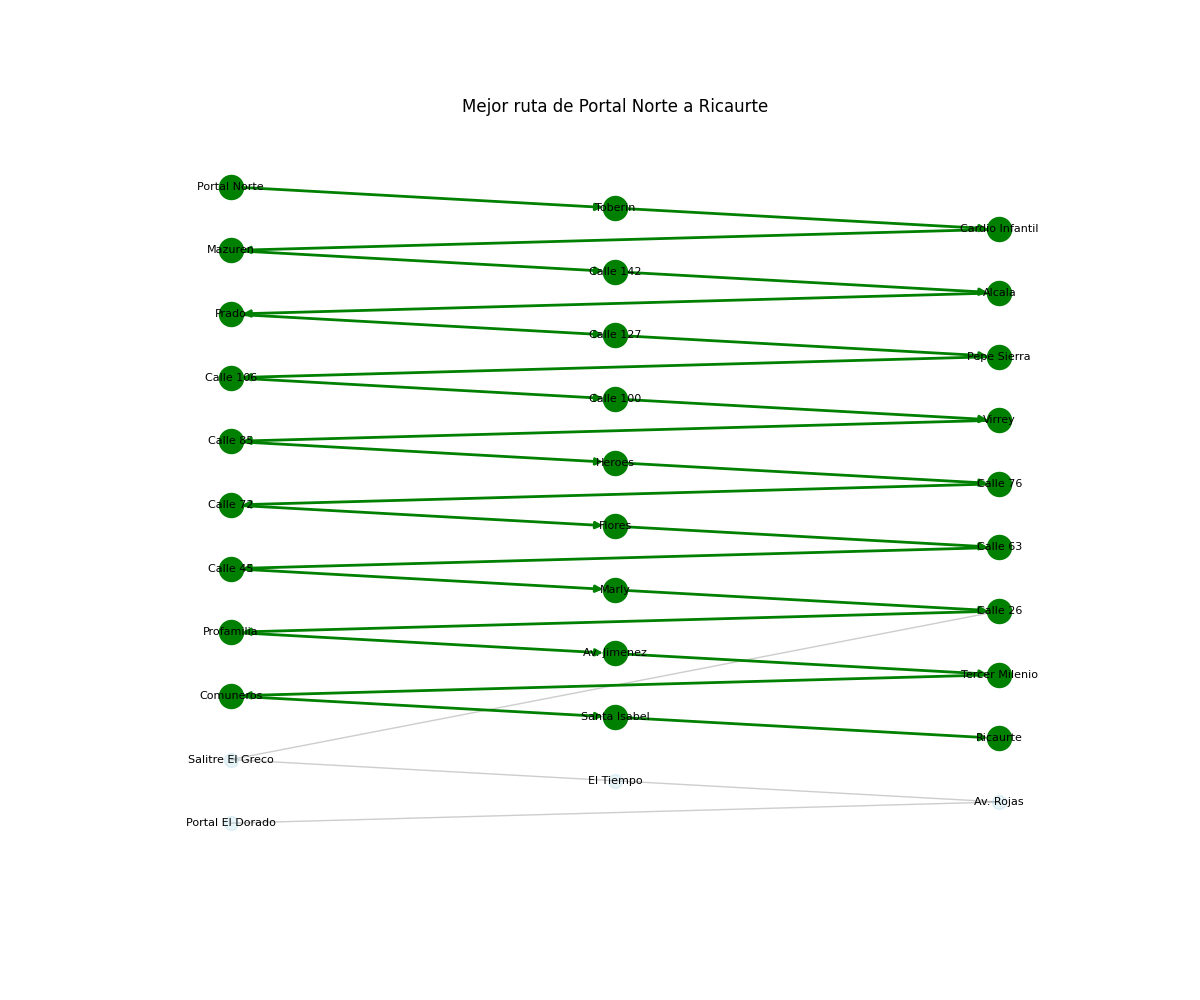 Mejor ruta de Portal Norte a Ricaurte
Portal Norte
Toberin
Cardio Infantil
Mazuren
Calle 142
Alcala
Prado
Calle 127
Pepe Sierra
Calle 106
Calle 100
Virrey
Calle 85
Heroes
Calle 76
Calle 72
Flores
Calle 63
Calle 45
Marly
Calle 26
Profamilia
Av. Jimenez
Tercer Milenio
Comuneros
Santa Isabel
Ricaurte
Salitre El Greco
El Tiempo
Av. Rojas
Portal El Dorado